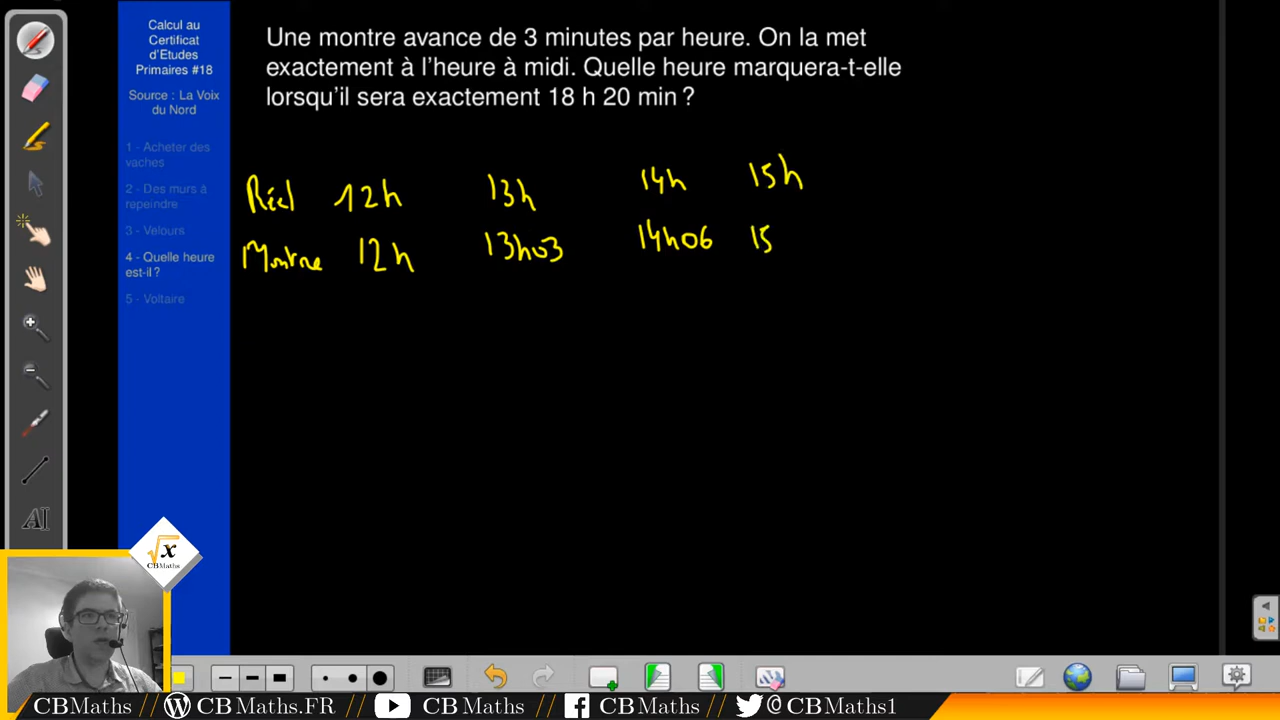 Calcul au
Certificat
d'Etudes
Primaires #18
Source : La Voix
du Nord
1 - Acheter des
vaches
2 - Des murs à
repeindre
3 - Velours
4 - Quelle heure
est-il ?
5 - Voltaire
Une montre avance de 3 minutes par heure. On la met
exactement à l'heure à midi. Quelle heure marquera-t-elle
lorsqu'il sera exactement 18 h 20 min ?
Réel 12h 13h 14h 15h
Montre 12h 13h03 14h06 15
AI
√x
CBMaths
CBMaths CBMaths.FR CBMaths CBMaths @CBMaths1